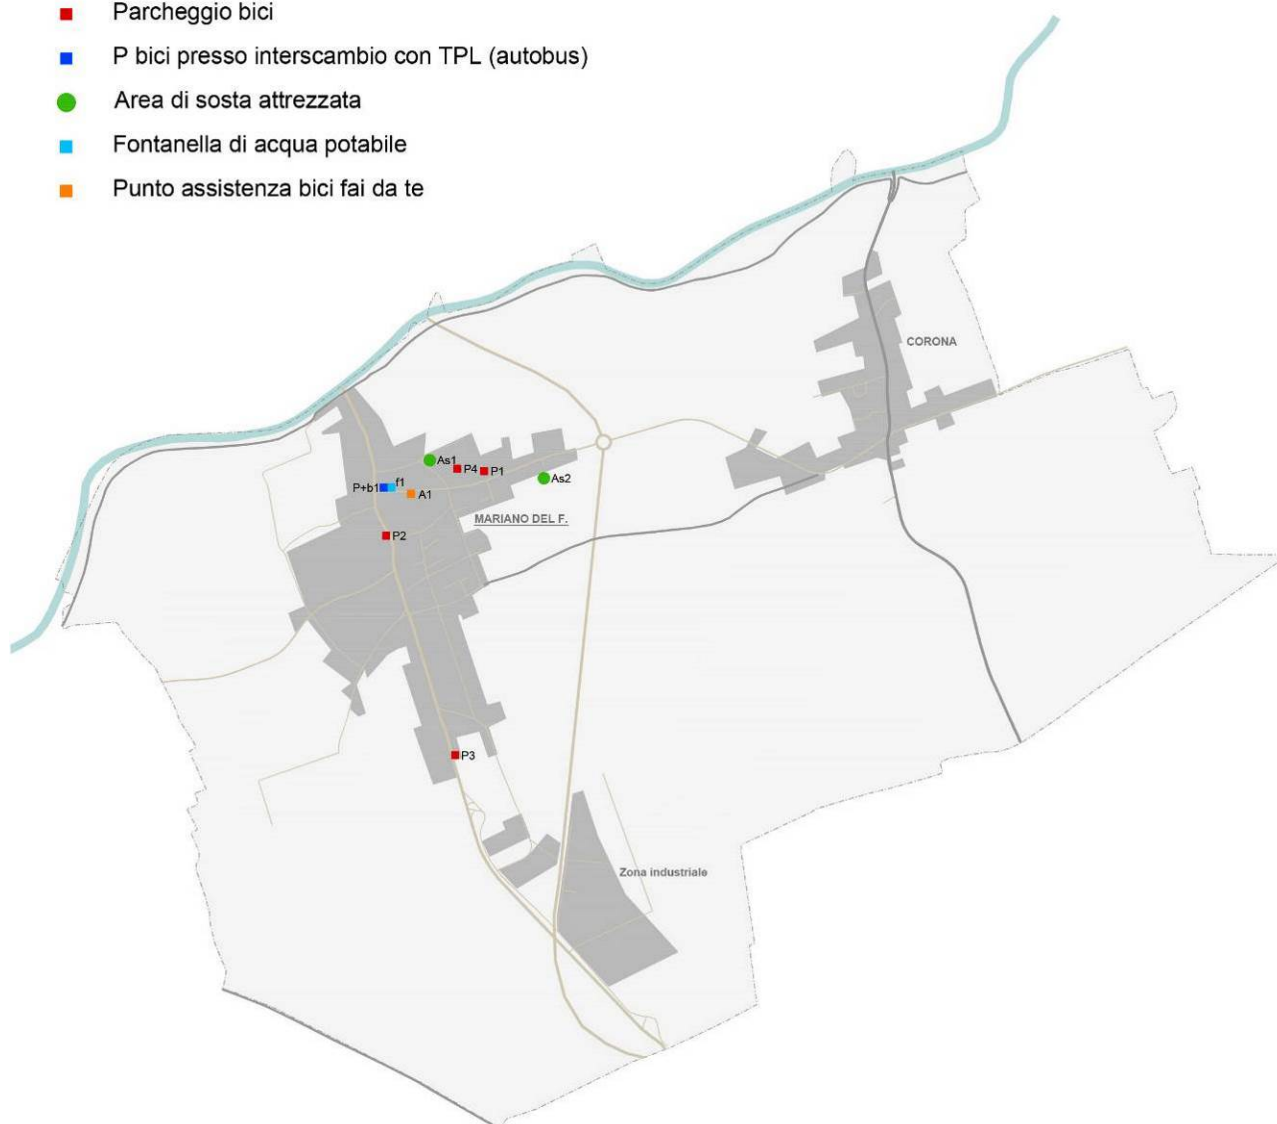 Parcheggio bici
P bici presso interscambio con TPL (autobus)
Area di sosta attrezzata
Fontanella di acqua potabile
Punto assistenza bici fai da te
CORONA
As1
P4
P1
As2
P+b1
f1
A1
MARIANO DEL F.
P2
P3
Zona industriale